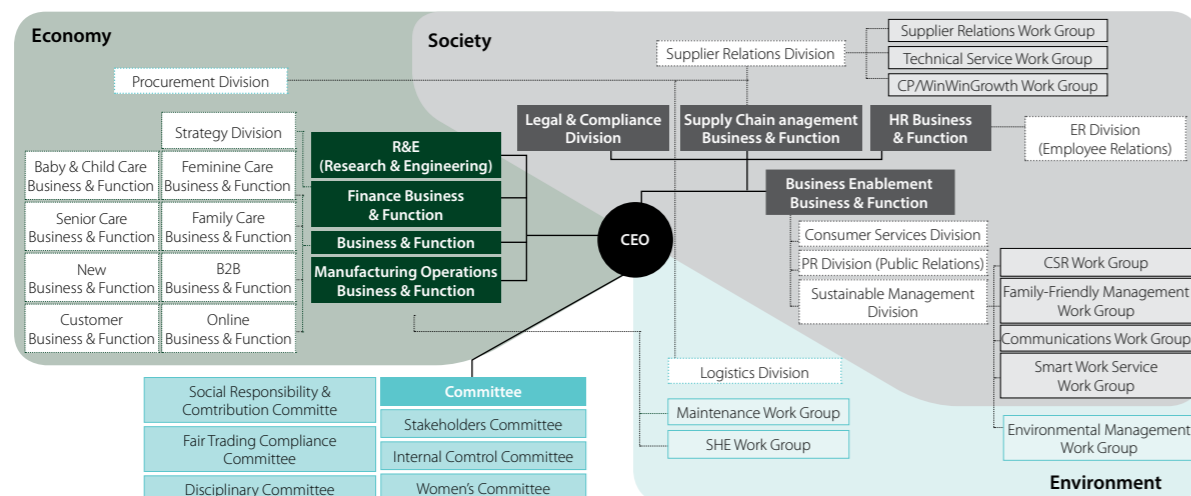 Economy
Society
Supplier Relations Division
Supplier Relations Work Group
Technical Service Work Group
CP/WinWinGrowth Work Group
Procurement Division
Legal & Compliance
Division
Supply Chain anagement
Business & Function
HR Business
& Function
ER Division
(Employee Relations)
Strategy Division
R&E
(Research & Engineering)
Baby & Child Care
Business & Function
Feminine Care
Business & Function
Finance Business
& Function
Senior Care
Business & Function
Family Care
Business & Function
Business & Function
New
Business & Function
B2B
Business & Function
Manufacturing Operations
Business & Function
Customer
Business & Function
Online
Business & Function
CEO
Business Enablement
Business & Function
Consumer Services Division
PR Division (Public Relations)
Sustainable Management
Division
CSR Work Group
Family-Friendly Management
Work Group
Communications Work Group
Smart Work Service
Work Group
Environmental Management
Work Group
Logistics Division
Maintenance Work Group
SHE Work Group
Social Responsibility &
Comtribution Committe
Committee
Stakeholders Committee
Fair Trading Compliance
Committee
Internal Comtrol Committee
Disciplinary Committee
Women's Committee
Environment